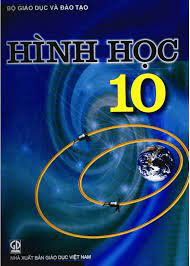 BỘ GIÁO DỤC VÀ ĐÀO TẠO
HÌNH HỌC
10
NHÀ XUẤT BẢN GIÁO DỤC VIỆT NAM